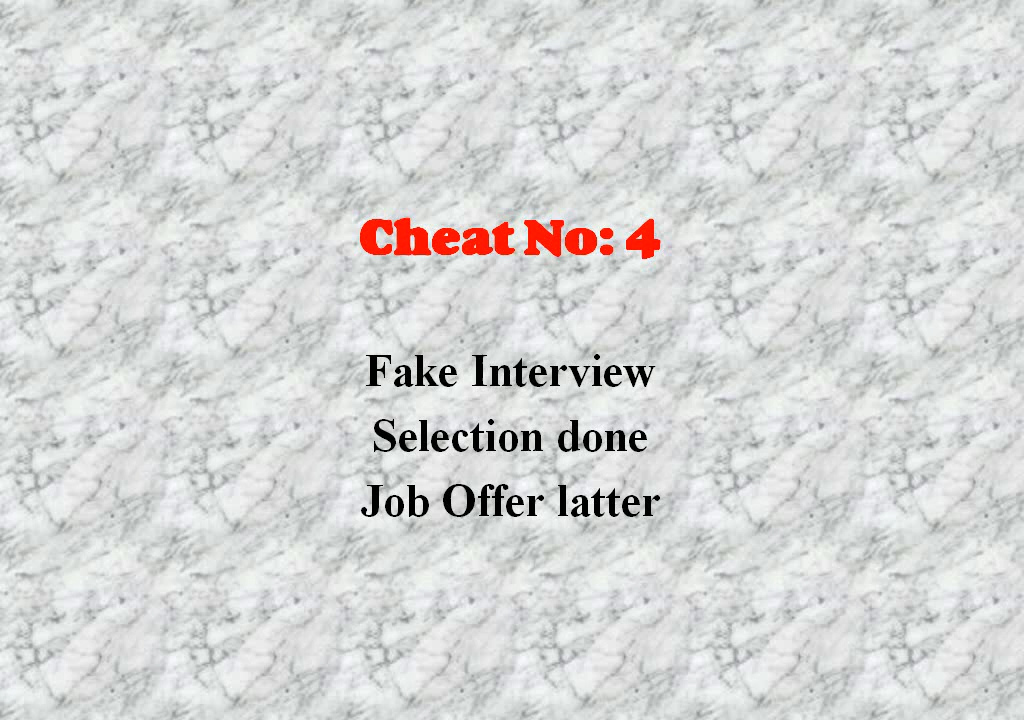 Cheat No: 4
Fake Interview
Selection done
Job Offer latter